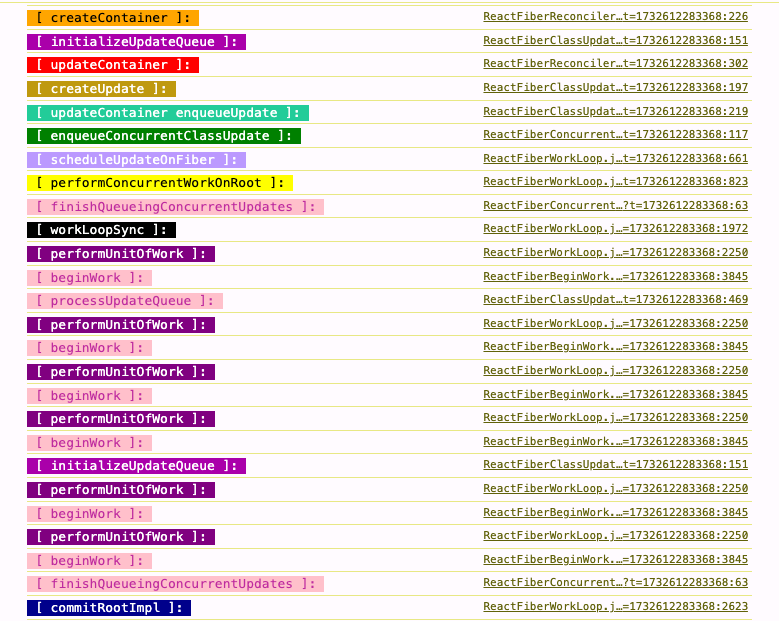 [ createContainer ]: ReactFiberReconciler…t=1732612283368:226
[ initializeUpdateQueue ]: ReactFiberClassUpdat…t=1732612283368:151
[ updateContainer ]: ReactFiberReconciler…t=1732612283368:302
[ createUpdate ]: ReactFiberClassUpdat…t=1732612283368:197
[ updateContainer enqueueUpdate ]: ReactFiberClassUpdat…t=1732612283368:219
[ enqueueConcurrentClassUpdate ]: ReactFiberConcurrent…t=1732612283368:117
[ scheduleUpdateOnFiber ]: ReactFiberWorkLoop.j…t=1732612283368:661
[ performConcurrentWorkOnRoot ]: ReactFiberWorkLoop.j…t=1732612283368:823
[ finishQueueingConcurrentUpdates ]: ReactFiberConcurrent…?t=1732612283368:63
[ workLoopSync ]: ReactFiberWorkLoop.j…=1732612283368:1972
[ performUnitOfWork ]: ReactFiberWorkLoop.j…=1732612283368:2250
[ beginWork ]: ReactFiberBeginWork.…=1732612283368:3845
[ processUpdateQueue ]: ReactFiberClassUpdat…t=1732612283368:469
[ performUnitOfWork ]: ReactFiberWorkLoop.j…=1732612283368:2250
[ beginWork ]: ReactFiberBeginWork.…=1732612283368:3845
[ performUnitOfWork ]: ReactFiberWorkLoop.j…=1732612283368:2250
[ beginWork ]: ReactFiberBeginWork.…=1732612283368:3845
[ performUnitOfWork ]: ReactFiberWorkLoop.j…=1732612283368:2250
[ beginWork ]: ReactFiberBeginWork.…=1732612283368:3845
[ initializeUpdateQueue ]: ReactFiberClassUpdat…t=1732612283368:151
[ performUnitOfWork ]: ReactFiberWorkLoop.j…=1732612283368:2250
[ beginWork ]: ReactFiberBeginWork.…=1732612283368:3845
[ performUnitOfWork ]: ReactFiberWorkLoop.j…=1732612283368:2250
[ beginWork ]: ReactFiberBeginWork.…=1732612283368:3845
[ finishQueueingConcurrentUpdates ]: ReactFiberConcurrent…?t=1732612283368:63
[ commitRootImpl ]: ReactFiberWorkLoop.j…=1732612283368:2623